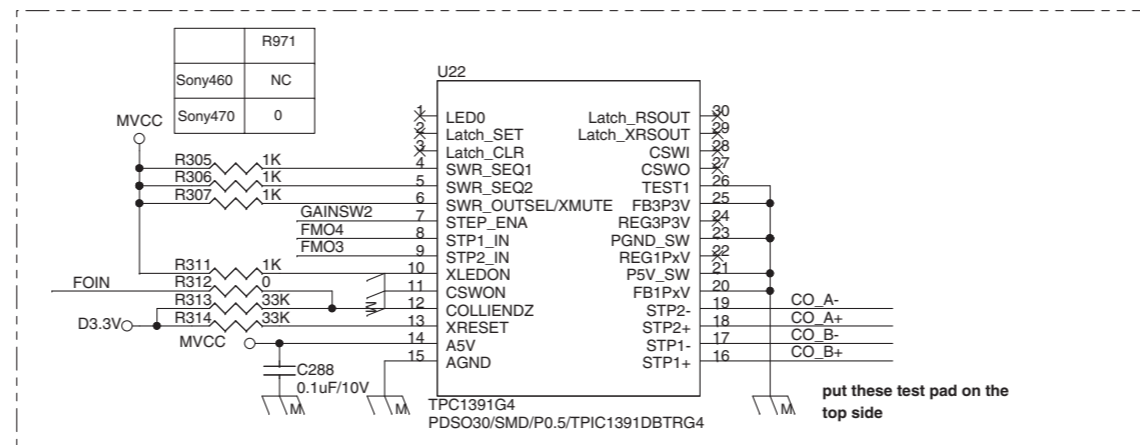 R971
Sony460 NC
Sony470 0
MVCC
U22
1 LED0 Latch_RSOUT 30
2 Latch_SET Latch_XRSOUT 29
3 Latch_CLR CSWI 28
R305 1K 4 SWR_SEQ1 CSWO 27
R306 1K 5 SWR_SEQ2 TEST1 26
R307 1K 6 SWR_OUTSEL/XMUTE FB3P3V 25
GAINSW2 7 STEP_ENA REG3P3V 24
FMO4 8 STP1_IN PGND_SW 23
FMO3 9 STP2_IN REG1PxV 22
R311 1K 10 XLEDON P5V_SW 21
FOIN R312 0 11 CSWON FB1PxV 20
R313 33K M 12 COLLIENDZ STP2- 19 CO_A-
D3.3V R314 33K 13 XRESET STP2+ 18 CO_A+
MVCC 14 A5V STP1- 17 CO_B-
15 AGND STP1+ 16 CO_B+
C288
0.1uF/10V
M M M
TPC1391G4
PDSO30/SMD/P0.5/TPIC1391DBTRG4
put these test pad on the
top side